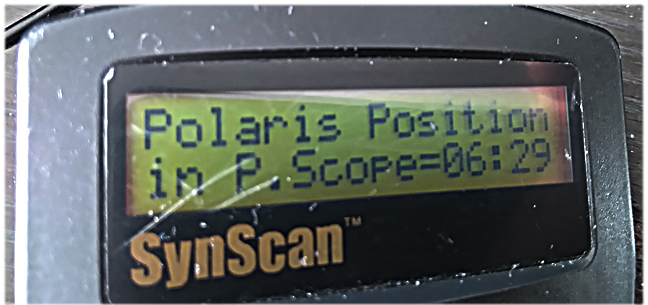 Polaris Position
in P.Scope=06:29
SynScan™